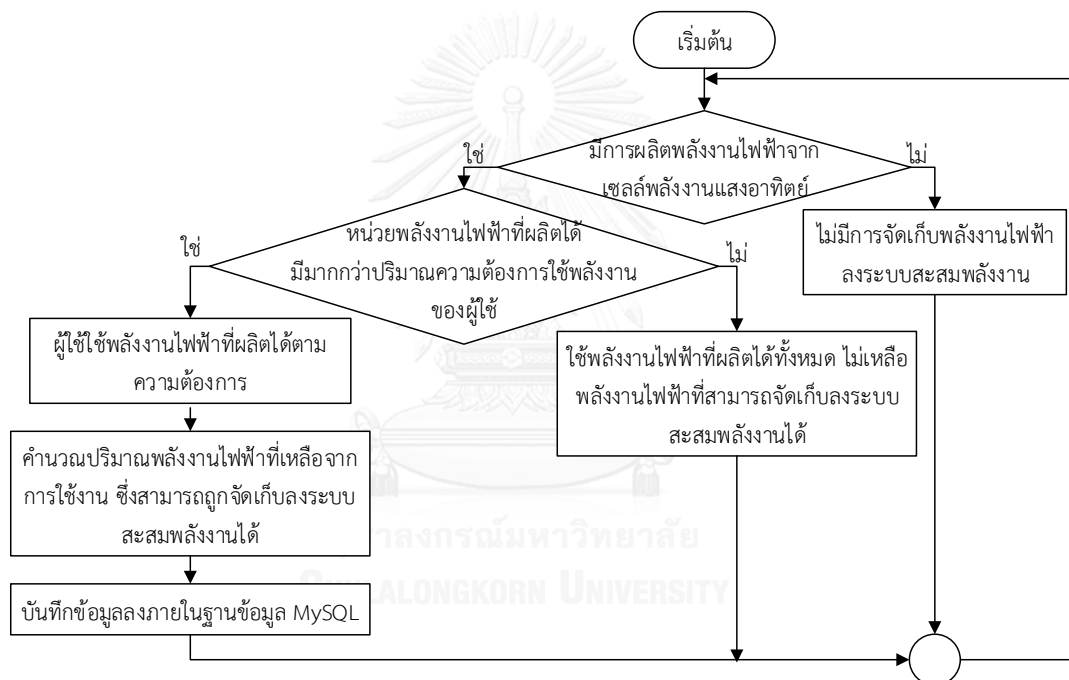 เริ่มต้น
มีการผลิตพลังงานไฟฟ้าจาก
เซลล์พลังงานแสงอาทิตย์
ใช่
ไม่
หน่วยพลังงานไฟฟ้าที่ผลิตได้
มีมากกว่าปริมาณความต้องการใช้พลังงาน
ของผู้ใช้
ไม่มีการจัดเก็บพลังงานไฟฟ้า
ลงระบบสะสมพลังงาน
ใช่
ไม่
ผู้ใช้ใช้พลังงานไฟฟ้าที่ผลิตได้ตาม
ความต้องการ
ใช้พลังงานไฟฟ้าที่ผลิตได้ทั้งหมด ไม่เหลือ
พลังงานไฟฟ้าที่สามารถจัดเก็บลงระบบ
สะสมพลังงานได้
คำนวณปริมาณพลังงานไฟฟ้าที่เหลือจาก
การใช้งาน ซึ่งสามารถถูกจัดเก็บลงระบบ
สะสมพลังงานได้
บันทึกข้อมูลลงภายในฐานข้อมูล MySQL
าลงกรณ์มหาวิทยาลัย
LALONGKORN UNIVERSITY